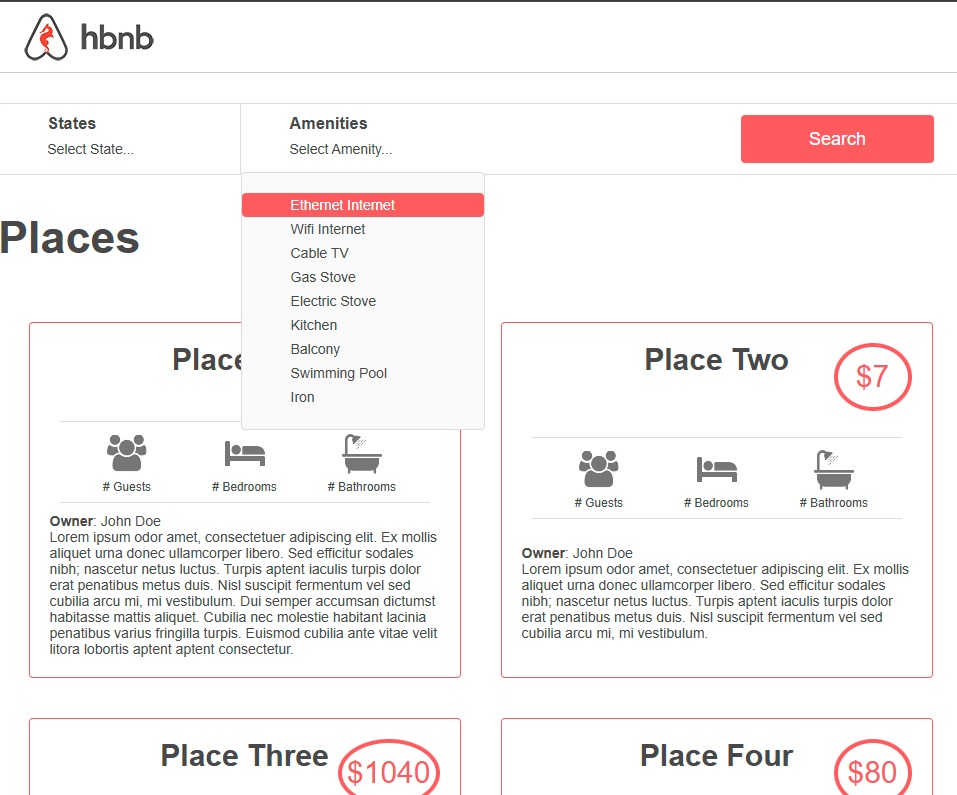 hbnb
States
Select State...
Amenities
Select Amenity...
Search
Ethernet Internet
Wifi Internet
Cable TV
Gas Stove
Electric Stove
Kitchen
Balcony
Swimming Pool
Iron
Places
Place
# Guests
# Bedrooms
# Bathrooms
Owner: John Doe
Lorem ipsum odor amet, consectetuer adipiscing elit. Ex mollis
aliquet urna donec ullamcorper libero. Sed efficitur sodales
nibh; nascetur netus luctus. Turpis aptent iaculis turpis dolor
erat penatibus metus duis. Nisl suscipit fermentum vel sed
cubilia arcu mi, mi vestibulum. Dui semper accumsan dictumst
habitasse mattis aliquet. Cubilia nec molestie habitant lacinia
penatibus varius fringilla turpis. Euismod cubilia ante vitae velit
litora lobortis aptent aptent consectetur.
Place Two
$7
# Guests
# Bedrooms
# Bathrooms
Owner: John Doe
Lorem ipsum odor amet, consectetuer adipiscing elit. Ex mollis
aliquet urna donec ullamcorper libero. Sed efficitur sodales
nibh; nascetur netus luctus. Turpis aptent iaculis turpis dolor
erat penatibus metus duis. Nisl suscipit fermentum vel sed
cubilia arcu mi, mi vestibulum.
Place Three
$1040
Place Four
$80